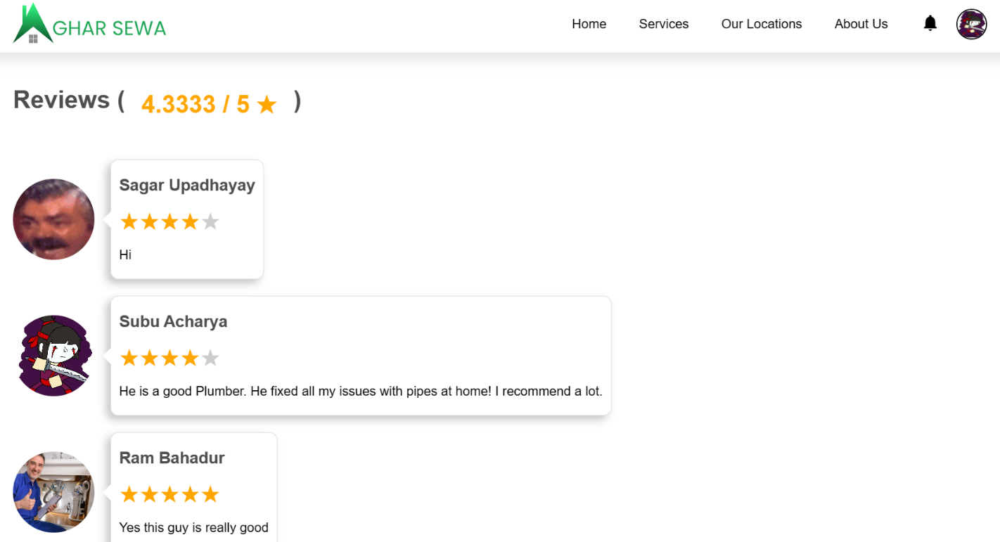 GHAR SEWA
Home Services Our Locations About Us
Reviews ( 4.3333 / 5 ★ )
Sagar Upadhayay
★★★★★
Hi
Subu Acharya
★★★★★
He is a good Plumber. He fixed all my issues with pipes at home! I recommend a lot.
Ram Bahadur
★★★★★
Yes this guy is really good